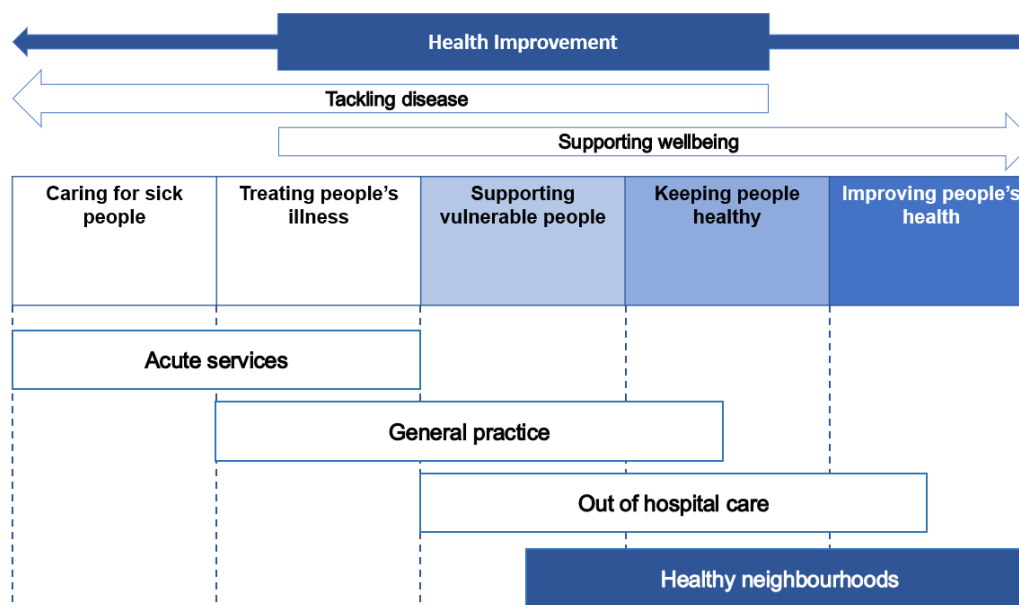 Health Improvement
Tackling disease
Supporting wellbeing
Caring for sick
people
Treating people’s
illness
Supporting
vulnerable people
Keeping people
healthy
Improving people’s
health
Acute services
General practice
Out of hospital care
Healthy neighbourhoods